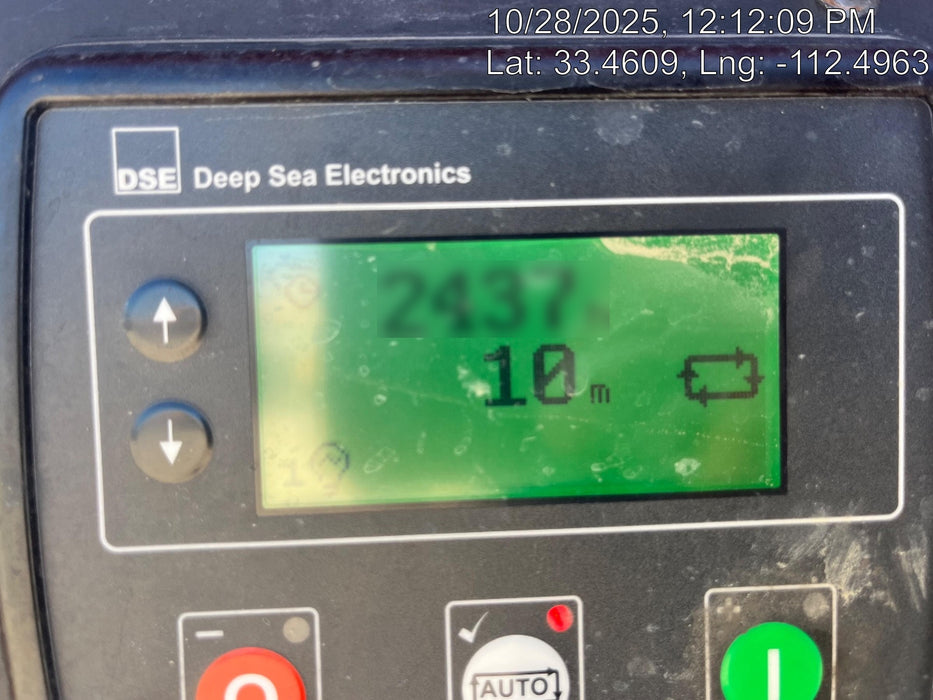 10/28/2025, 12:12:09 PM
Lat: 33.4609, Lng: -112.4963
DSE Deep Sea Electronics
2437
10 m
1
AUTO